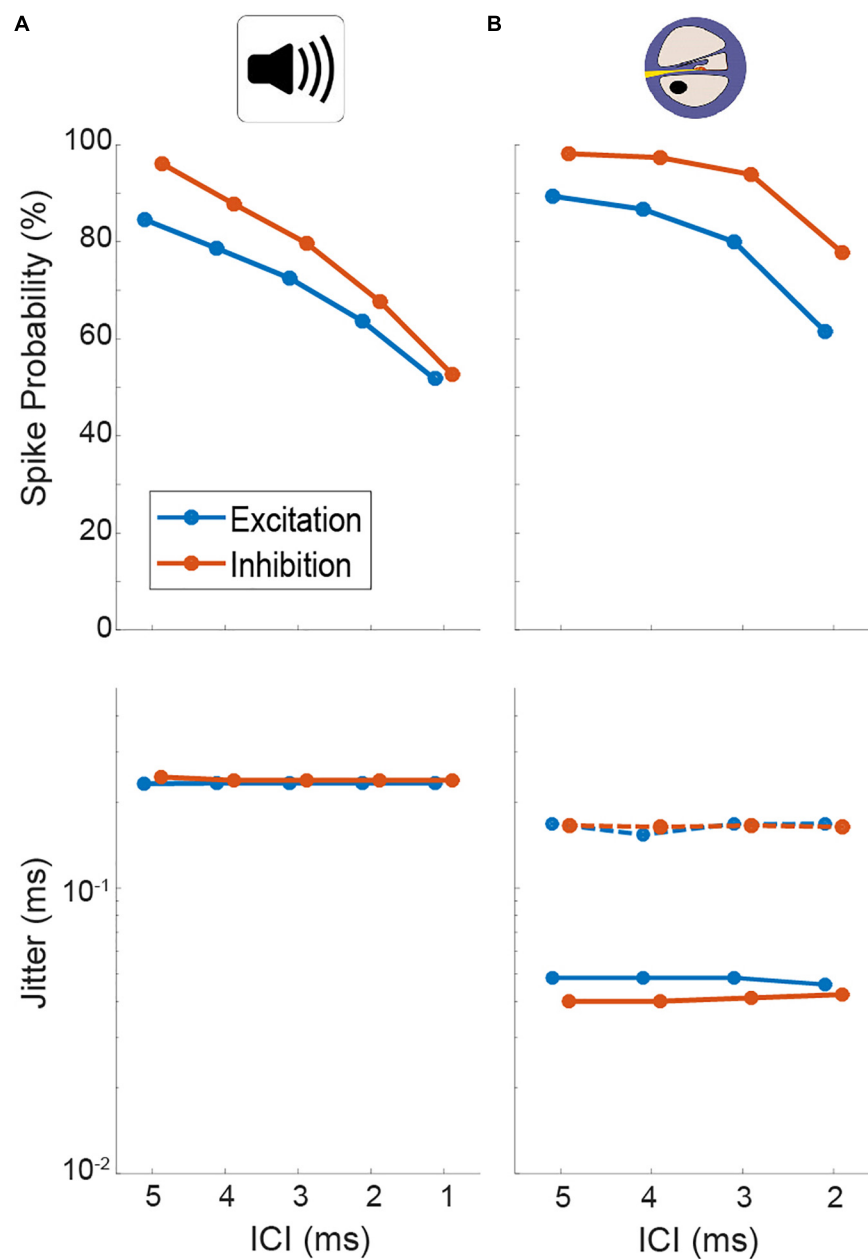 A
B
Spike Probability (%)
100
80
60
40
20
0
Excitation
Inhibition
Jitter (ms)
10-1
10-2
5 4 3 2 1
ICI (ms)
5 4 3 2
ICI (ms)